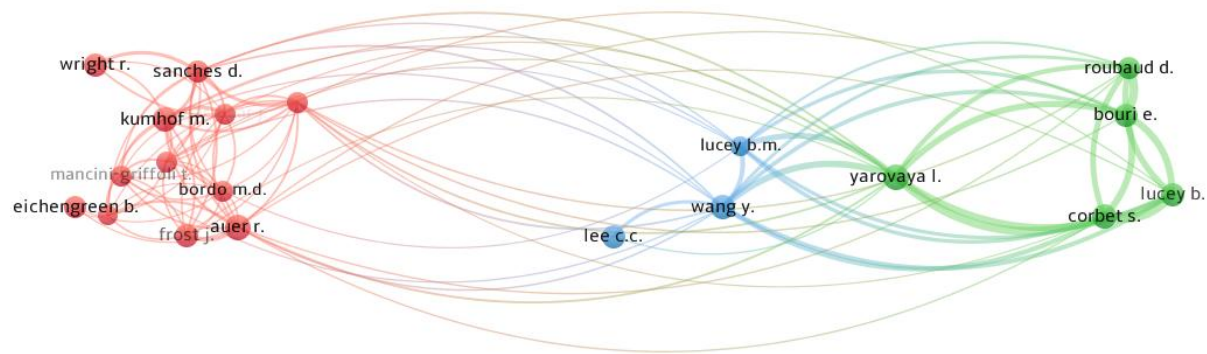 wright r.
sanches d.
kumhof m.
mancini-griffoli t.
bordo m.d.
eichengreen b.
frost j.
auer r.
lucey b.m.
wang y.
lee c.c.
yarovaya l.
roubaud d.
bouri e.
lucey b.
corbet s.